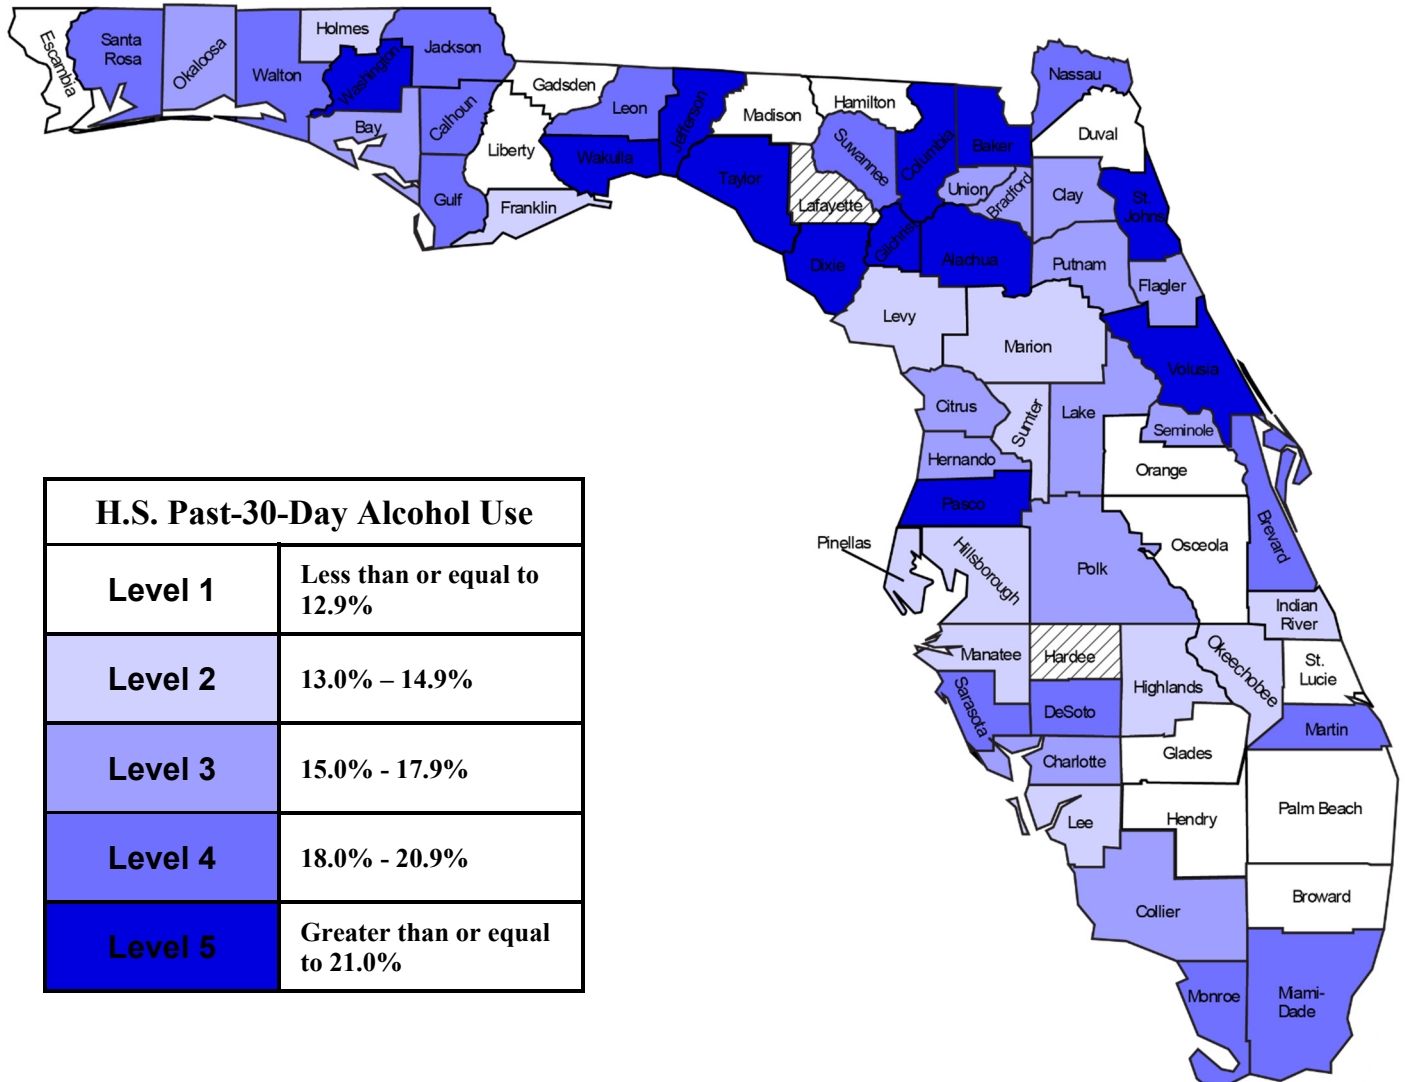 Escambia
Santa
Rosa
Okaloosa
Walton
Holmes
Washington
Jackson
Bay
Calhoun
Gulf
Gadsden
Liberty
Franklin
Leon
Wakulla
Jefferson
Madison
Taylor
Hamilton
Suwannee
Lafayette
Dixie
Columbia
Gilchrist
Baker
Union
Bradford
Alachua
Nassau
Duval
Clay
St.
Johns
Putnam
Flagler
Levy
Marion
Volusia
Citrus
Sumter
Lake
Seminole
Hernando
Orange
Pasco
Brevard
Pinellas
Hillsborough
Polk
Osceola
Indian
River
Manatee
Hardee
Highlands
Okeechobee
St.
Lucie
Sarasota
DeSoto
Martin
Charlotte
Glades
Lee
Hendry
Palm Beach
Collier
Broward
Monroe
Miami-
Dade
H.S. Past-30-Day Alcohol Use
Level 1
Less than or equal to
12.9%
Level 2
13.0% – 14.9%
Level 3
15.0% - 17.9%
Level 4
18.0% - 20.9%
Level 5
Greater than or equal
to 21.0%